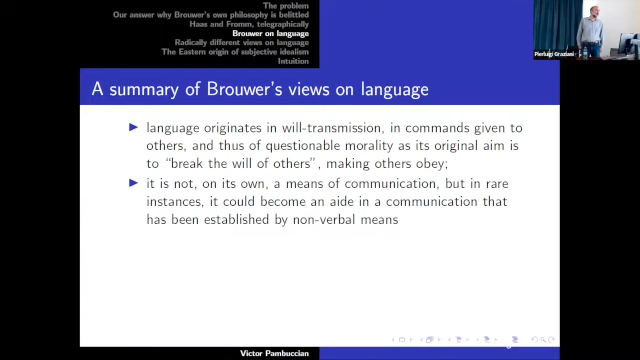 The problem
Our answer why Brouwer's own philosophy is belittled
Haas and Fromm, telegraphically
Brouwer on language
Radically different views on language
The Eastern origin of subjective idealism
Intuition
Pierluigi Graziani
A summary of Brouwer's views on language
language originates in will-transmission, in commands given to
others, and thus of questionable morality as its original aim is
to “break the will of others”, making others obey;
it is not, on its own, a means of communication, but in rare
instances, it could become an aide in a communication that
has been established by non-verbal means
Victor Pambuccian